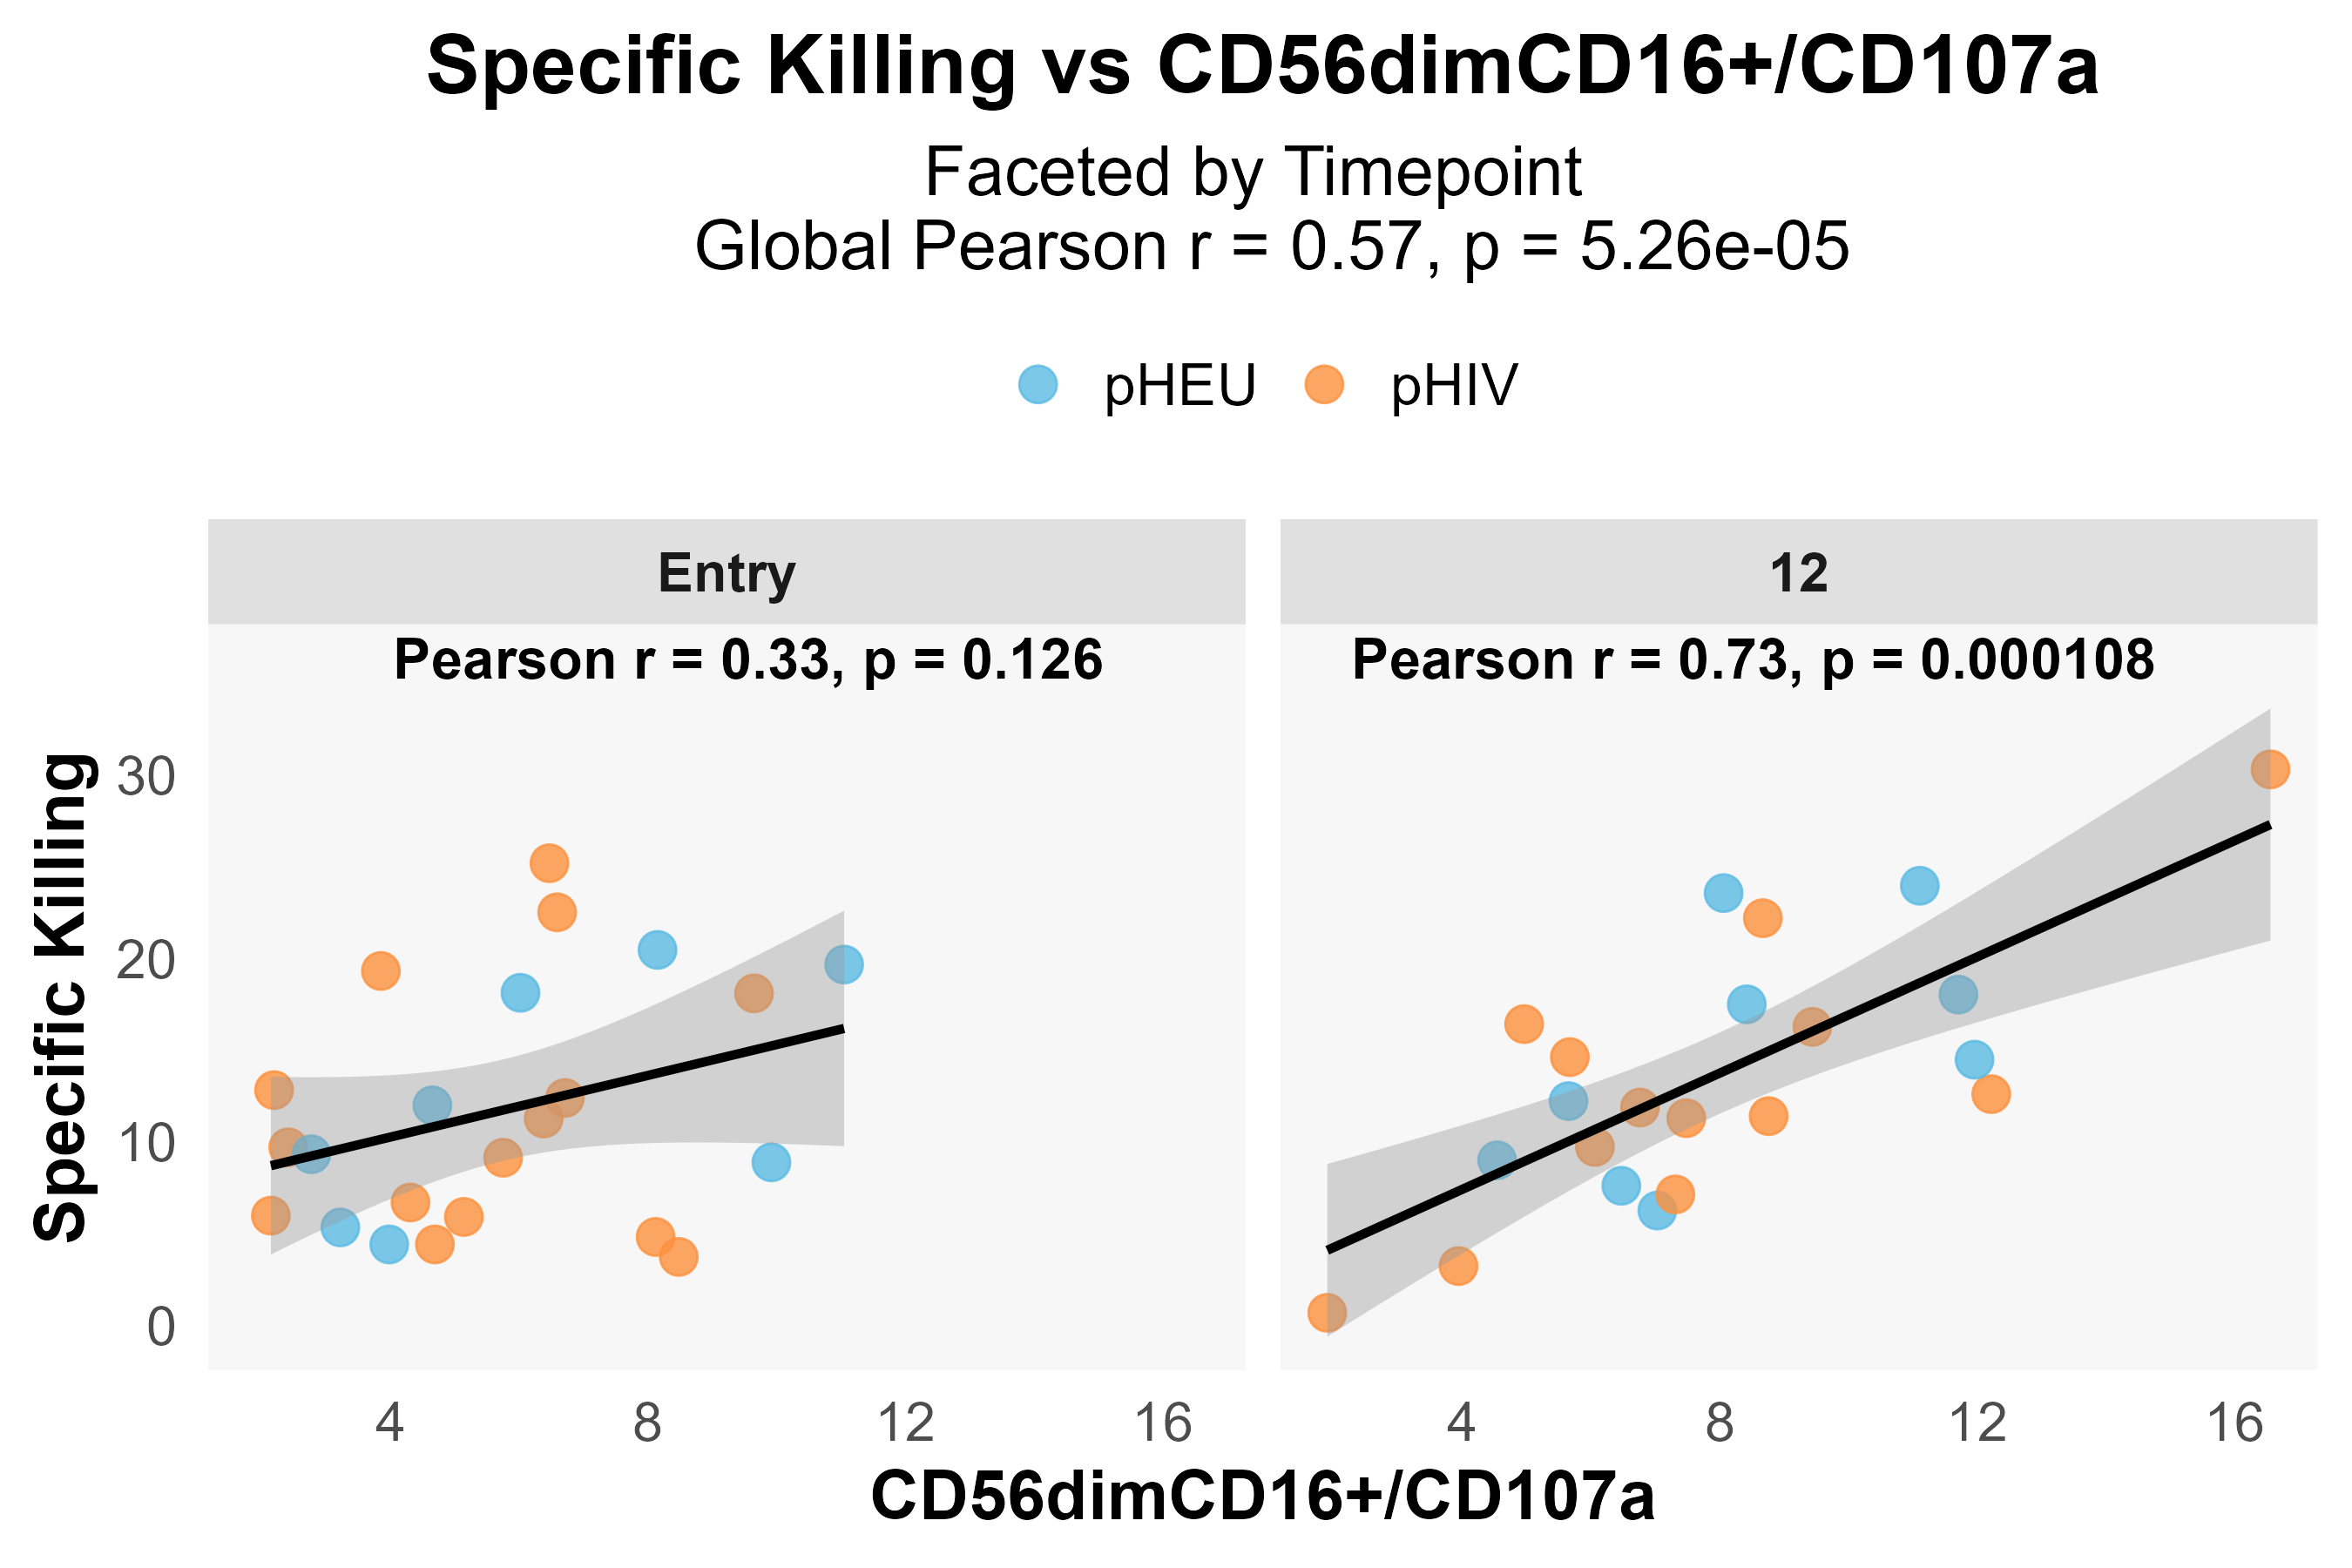 Specific Killing vs CD56dimCD16+/CD107a
Faceted by Timepoint
Global Pearson r = 0.57, p = 5.26e-05
pHEU
pHIV
Entry
12
Pearson r = 0.33, p = 0.126
Pearson r = 0.73, p = 0.000108
Specific Killing
30
20
10
0
4
8
12
16
4
8
12
16
CD56dimCD16+/CD107a